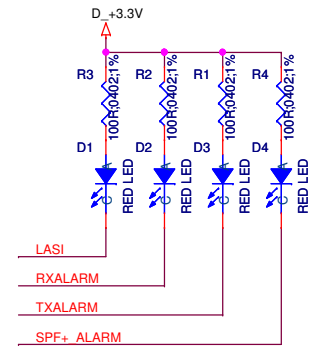 D_+3.3V
R3
R2
R1
R4
100R;0402;1%
100R;0402;1%
100R;0402;1%
100R;0402;1%
D1
D2
D3
D4
A
A
A
A
C
C
C
C
RED LED
RED LED
RED LED
RED LED
LASI
RXALARM
TXALARM
SPF+_ALARM